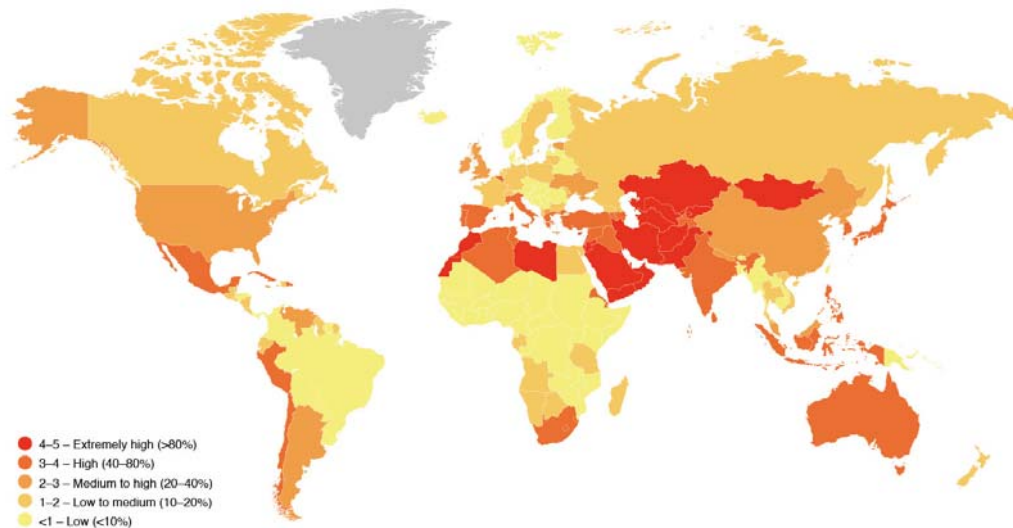 4–5 – Extremely high (>80%)
3–4 – High (40–80%)
2–3 – Medium to high (20–40%)
1–2 – Low to medium (10–20%)
<1 – Low (<10%)